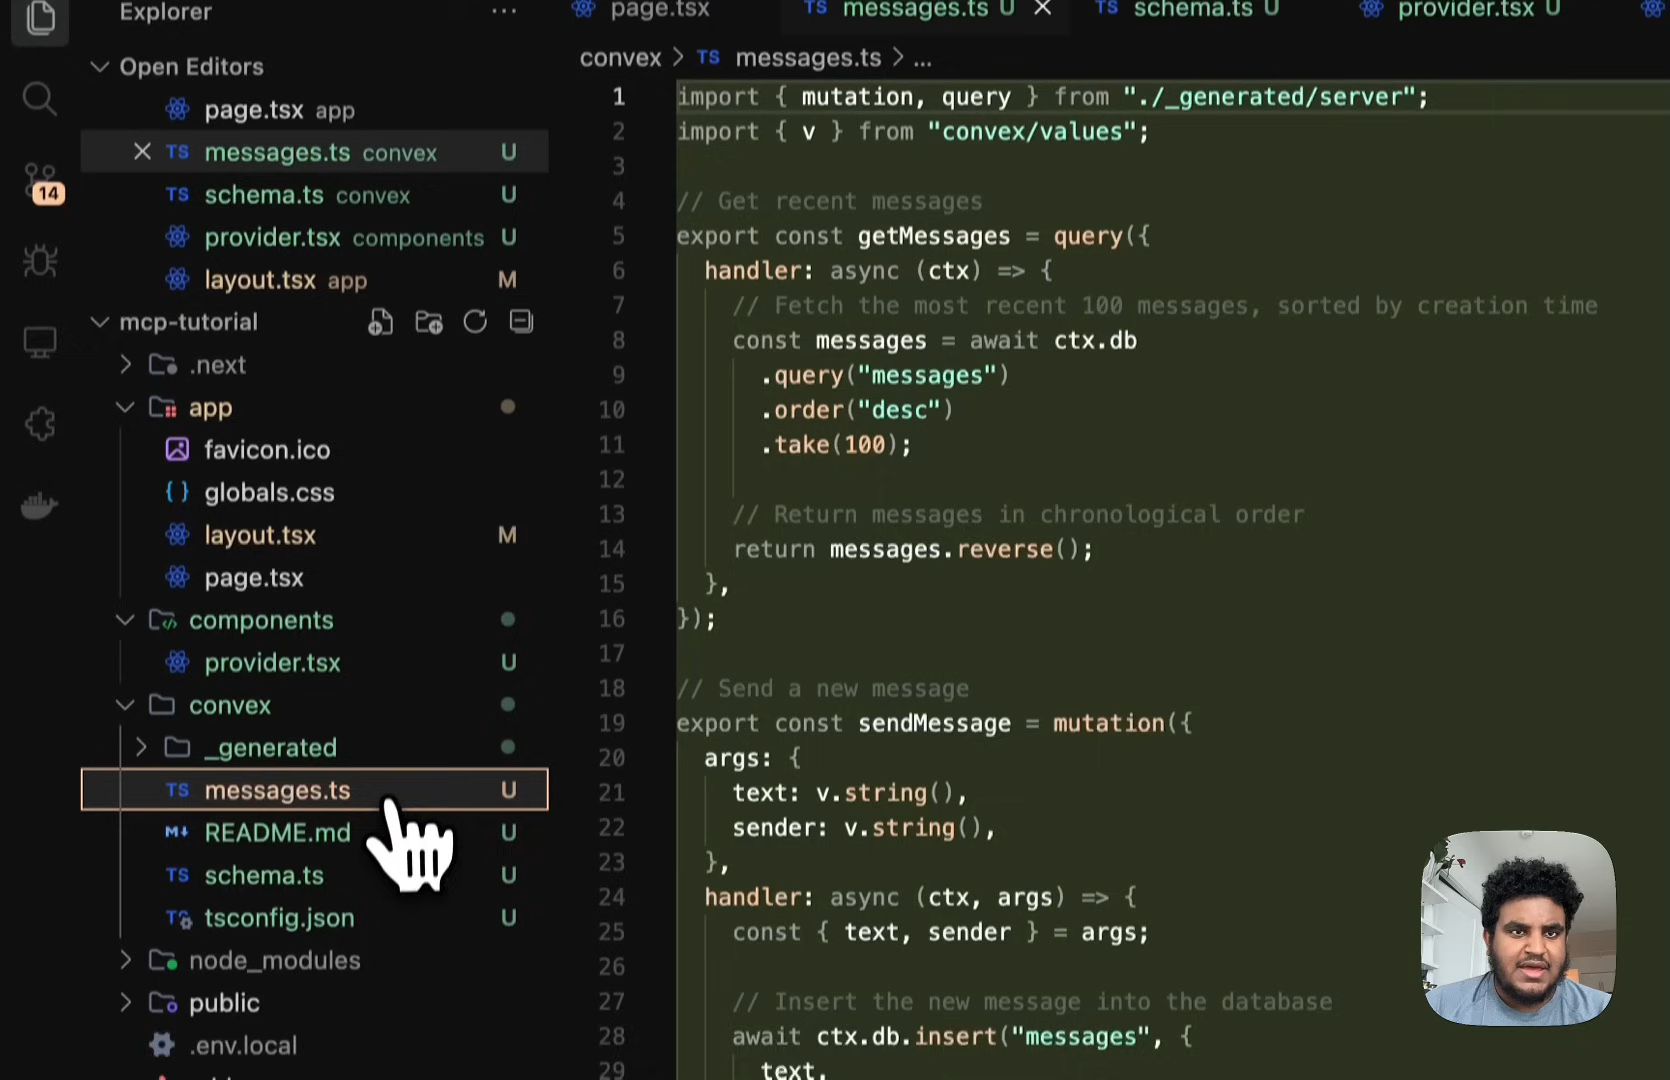 Explorer
...
page.tsx
TS messages.ts U
TS schema.ts U
provider.tsx U
Open Editors
page.tsx app
TS messages.ts convex U
TS schema.ts convex U
provider.tsx components U
layout.tsx app M
14
mcp-tutorial
.next
app
favicon.ico
{ } globals.css
layout.tsx M
page.tsx
components
provider.tsx U
convex
_generated
TS messages.ts U
M↓ README.md U
TS schema.ts U
TS tsconfig.json U
node_modules
public
.env.local
convex > TS messages.ts > ...
1 import { mutation, query } from "./_generated/server";
2 import { v } from "convex/values";
3
4 // Get recent messages
5 export const getMessages = query({
6 handler: async (ctx) => {
7 // Fetch the most recent 100 messages, sorted by creation time
8 const messages = await ctx.db
9 .query("messages")
10 .order("desc")
11 .take(100);
12
13 // Return messages in chronological order
14 return messages.reverse();
15 },
16 });
17
18 // Send a new message
19 export const sendMessage = mutation({
20 args: {
21 text: v.string(),
22 sender: v.string(),
23 },
24 handler: async (ctx, args) => {
25 const { text, sender } = args;
26
27 // Insert the new message into the database
28 await ctx.db.insert("messages", {
29 text,